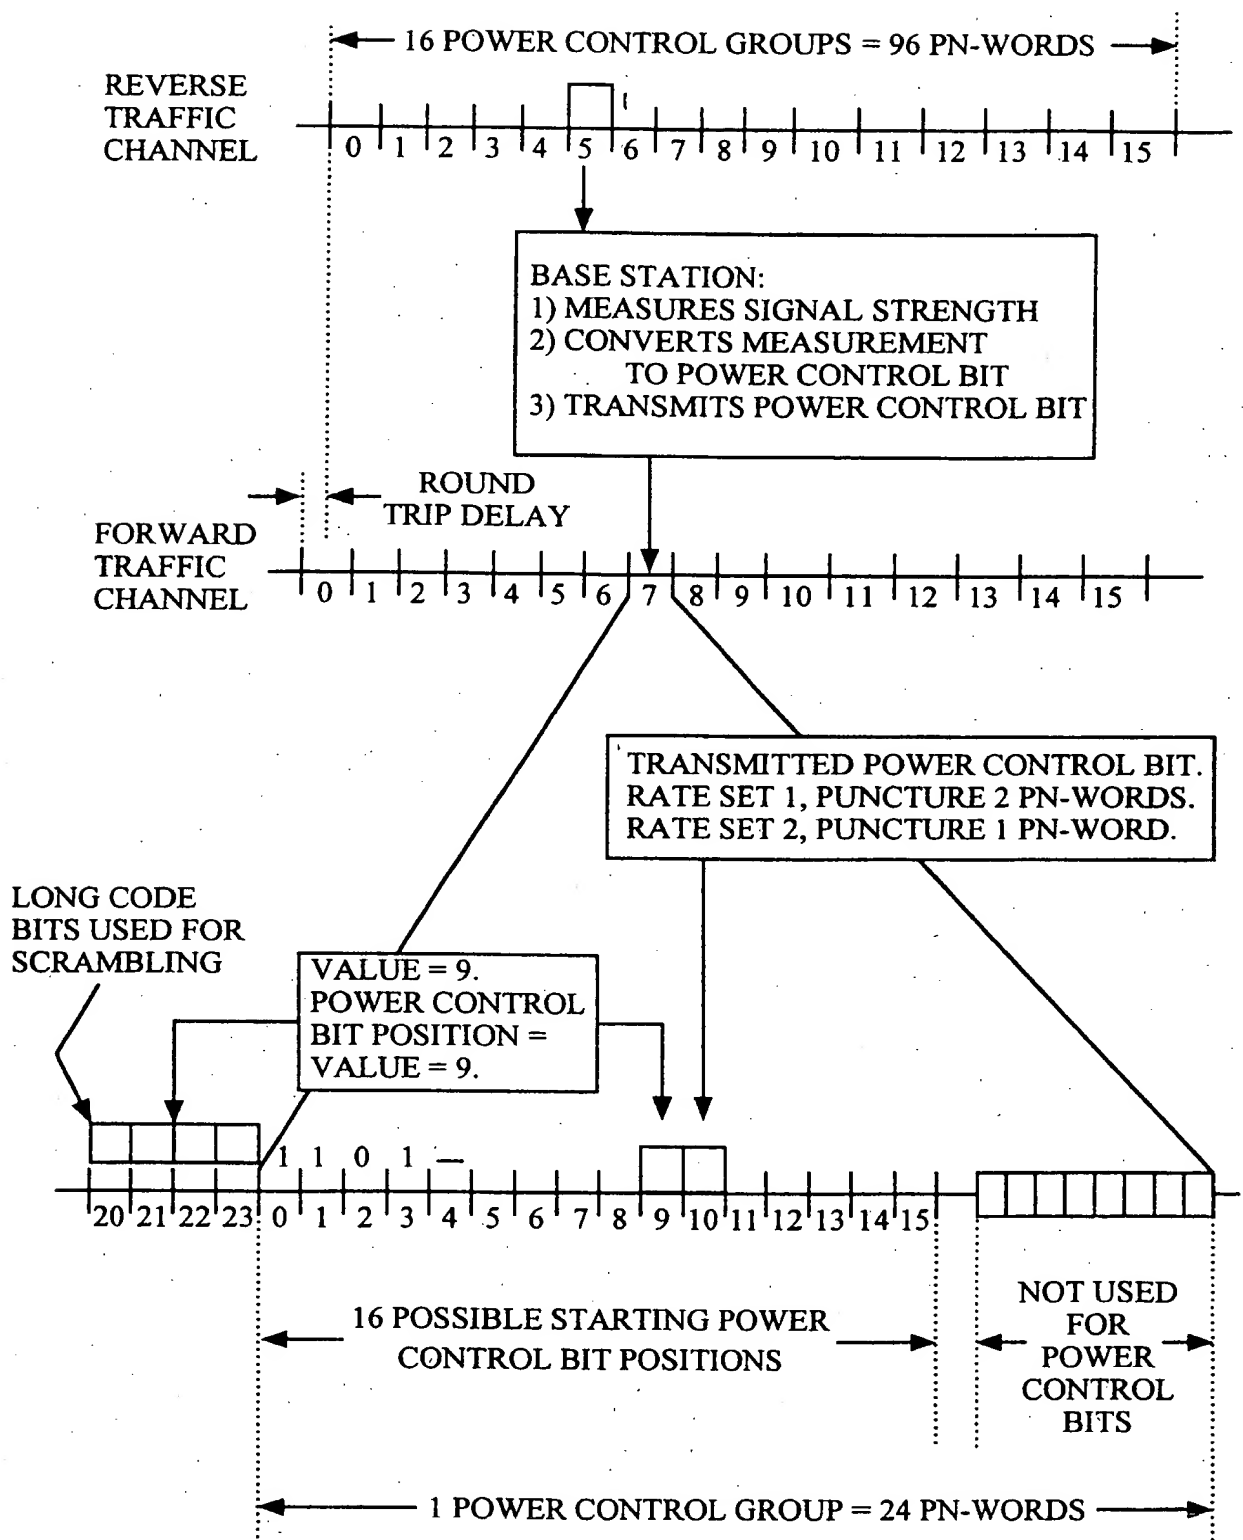 16 POWER CONTROL GROUPS = 96 PN-WORDS
REVERSE
TRAFFIC
CHANNEL
0 1 2 3 4 5 6 7 8 9 10 11 12 13 14 15
BASE STATION:
1) MEASURES SIGNAL STRENGTH
2) CONVERTS MEASUREMENT
TO POWER CONTROL BIT
3) TRANSMITS POWER CONTROL BIT
ROUND
TRIP DELAY
FORWARD
TRAFFIC
CHANNEL
0 1 2 3 4 5 6 7 8 9 10 11 12 13 14 15
TRANSMITTED POWER CONTROL BIT.
RATE SET 1, PUNCTURE 2 PN-WORDS.
RATE SET 2, PUNCTURE 1 PN-WORD.
LONG CODE
BITS USED FOR
SCRAMBLING
VALUE = 9.
POWER CONTROL
BIT POSITION =
VALUE = 9.
1 1 0 1 —
20 21 22 23 0 1 2 3 4 5 6 7 8 9 10 11 12 13 14 15
16 POSSIBLE STARTING POWER
CONTROL BIT POSITIONS
NOT USED
FOR
POWER
CONTROL
BITS
1 POWER CONTROL GROUP = 24 PN-WORDS